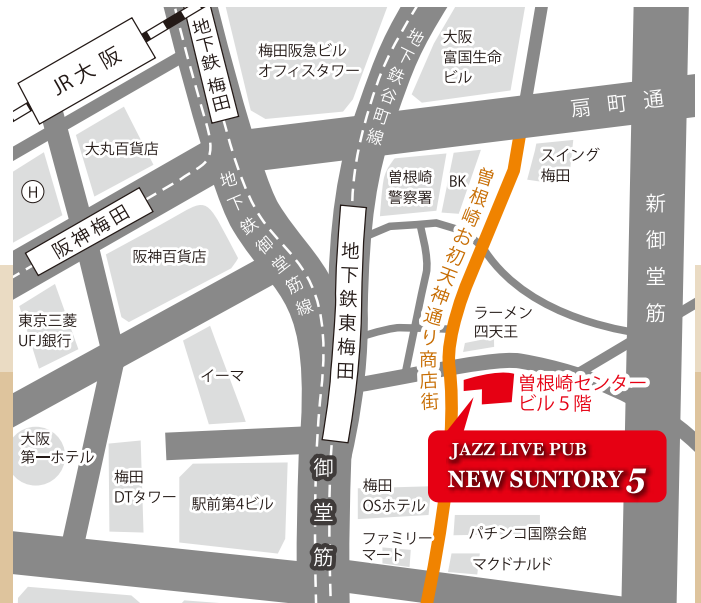 JR大阪
地下鉄 梅田
梅田阪急ビル
オフィスタワー
地下鉄谷町線
大阪
富国生命
ビル
扇町通
大丸百貨店
スイング
梅田
曽根崎
警察署
BK
H
阪神梅田
地下鉄御堂筋線
曽根崎お初天神通り商店街
新御堂筋
阪神百貨店
地下鉄東梅田
東京三菱
UFJ銀行
ラーメン
四天王
イーマ
曽根崎センター
ビル5階
大阪
第一ホテル
JAZZ LIVE PUB
NEW SUNTORY 5
梅田
DTタワー
駅前第4ビル
御堂筋
梅田
OSホテル
ファミリー
マート
パチンコ国際会館
マクドナルド